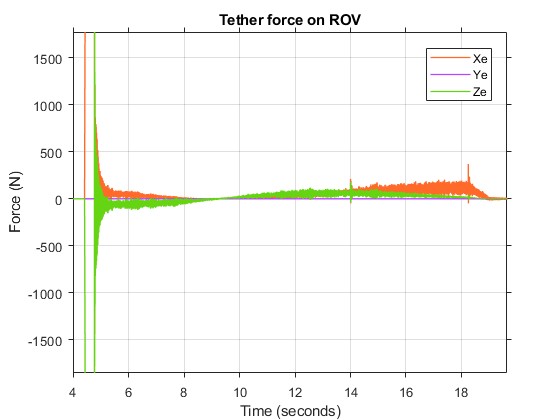 Tether force on ROV
Xe
Ye
Ze
1500
1000
500
0
-500
-1000
-1500
Force (N)
4 6 8 10 12 14 16 18
Time (seconds)